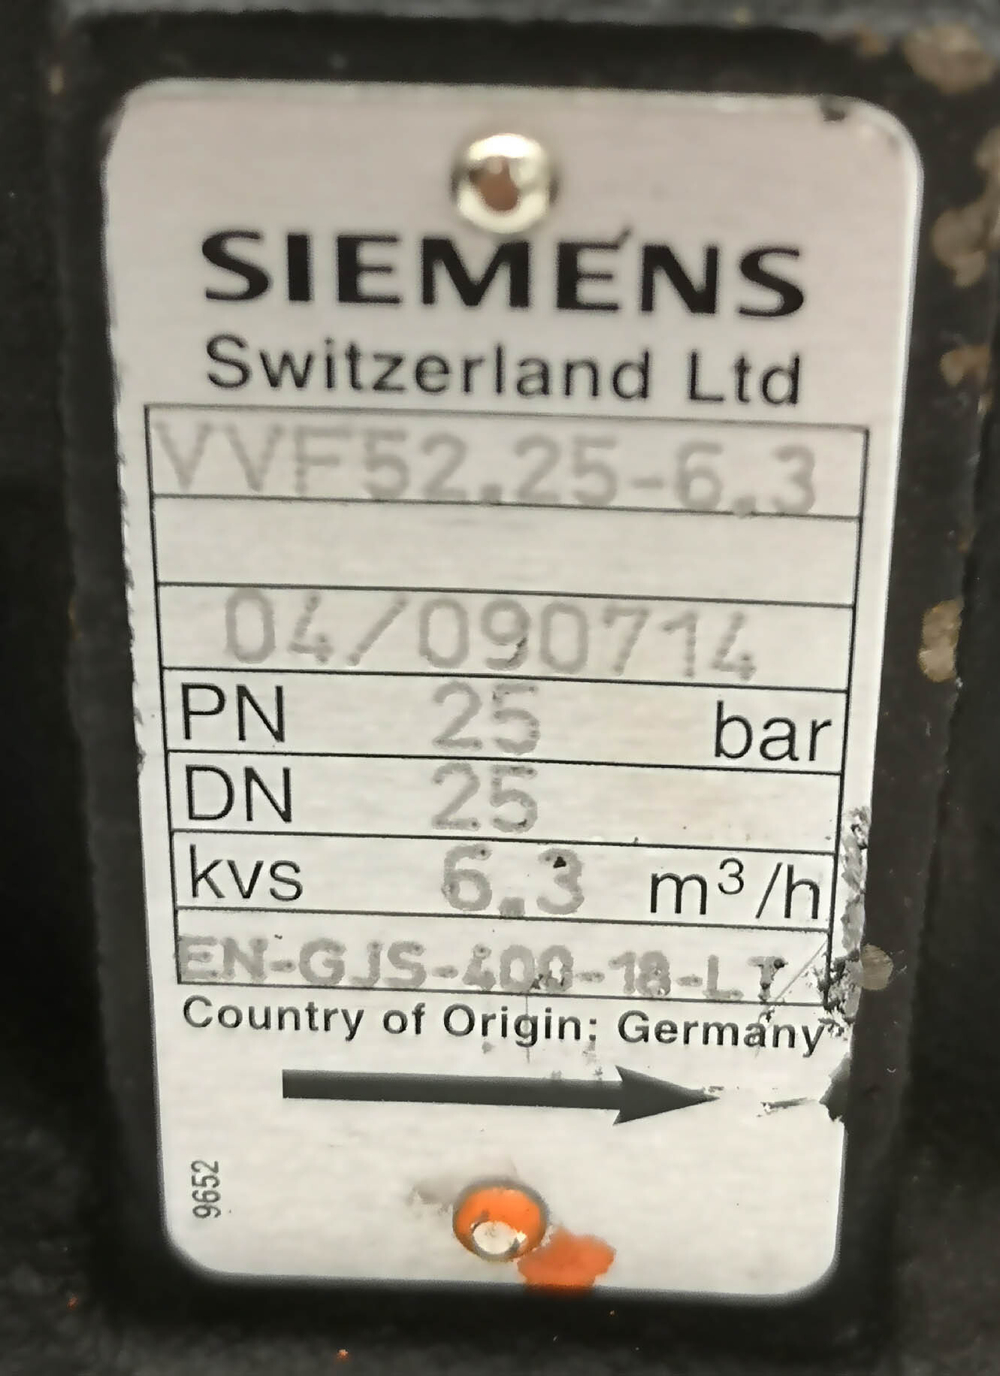 SIEMENS
Switzerland Ltd
VVF52.25-6.3
04/090714
PN 25 bar
DN 25
kvs 6.3 m³/h
EN-GJS-400-18-LT
Country of Origin: Germany
9652